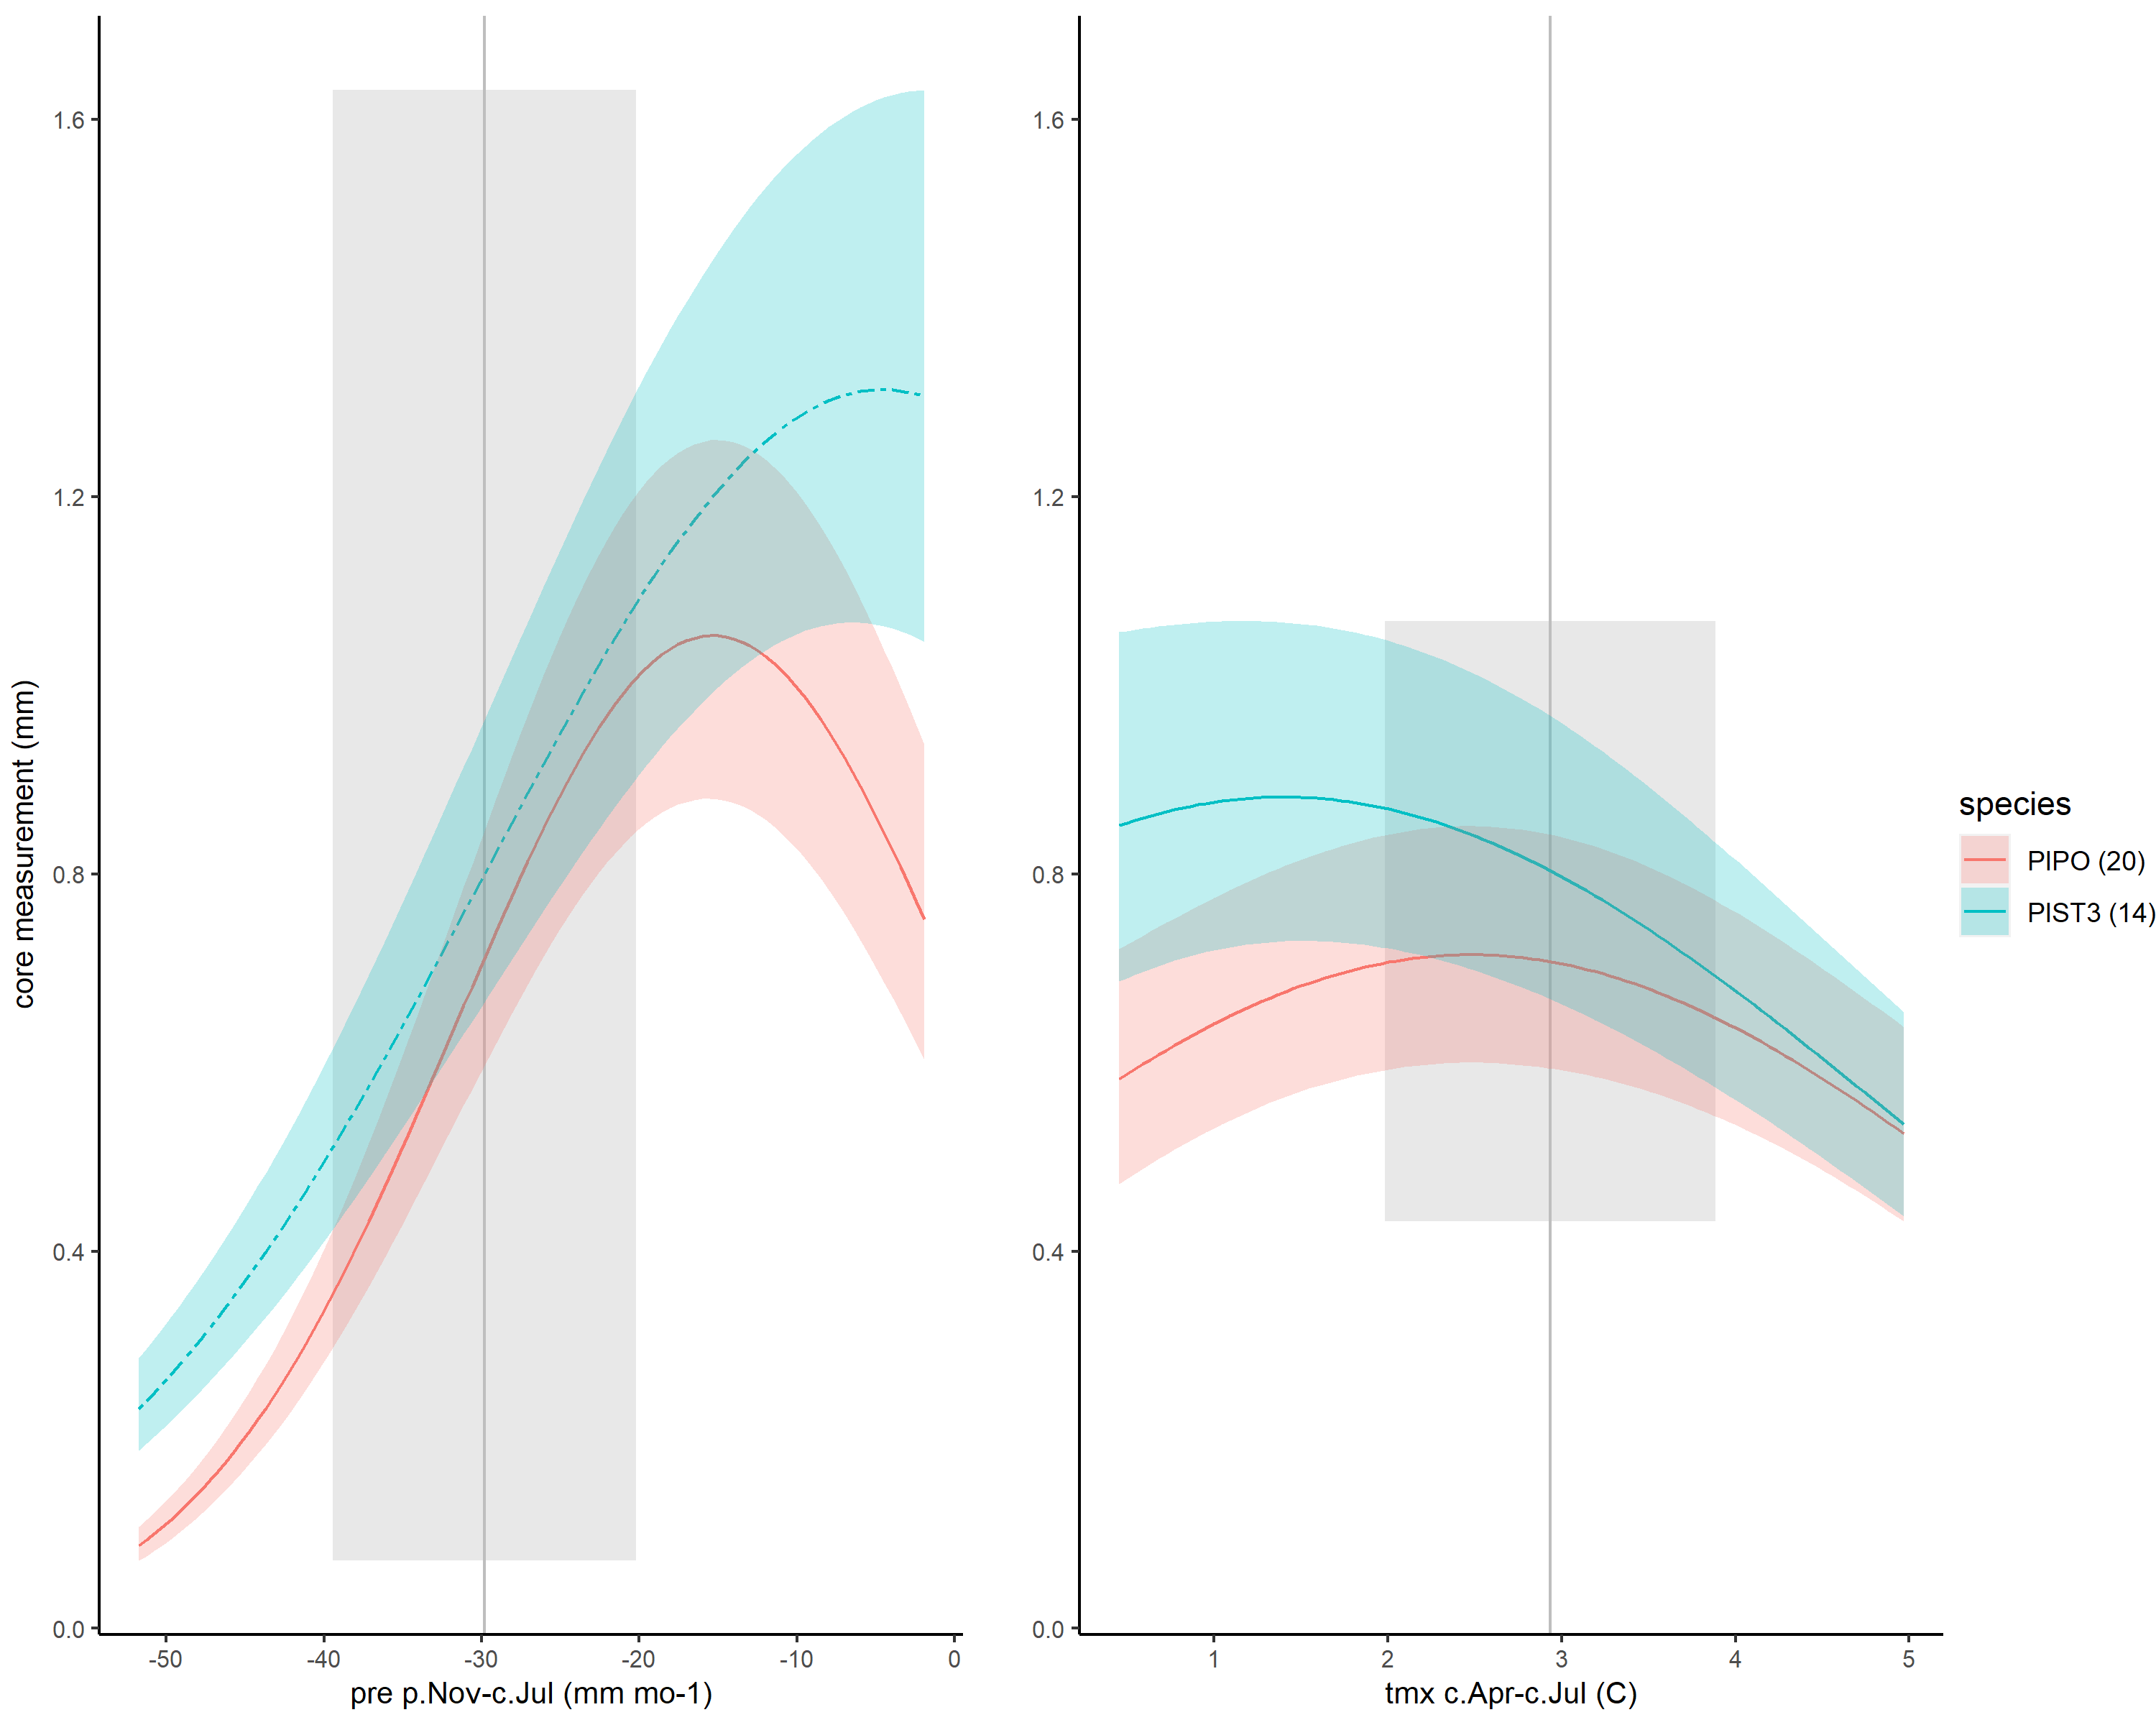 core measurement (mm)
1.6
1.2
0.8
0.4
0.0
-50 -40 -30 -20 -10 0
pre p.Nov-c.Jul (mm mo-1)
1.6
1.2
0.8
0.4
0.0
1 2 3 4 5
tmx c.Apr-c.Jul (C)
species
PIPO (20)
PIST3 (14)